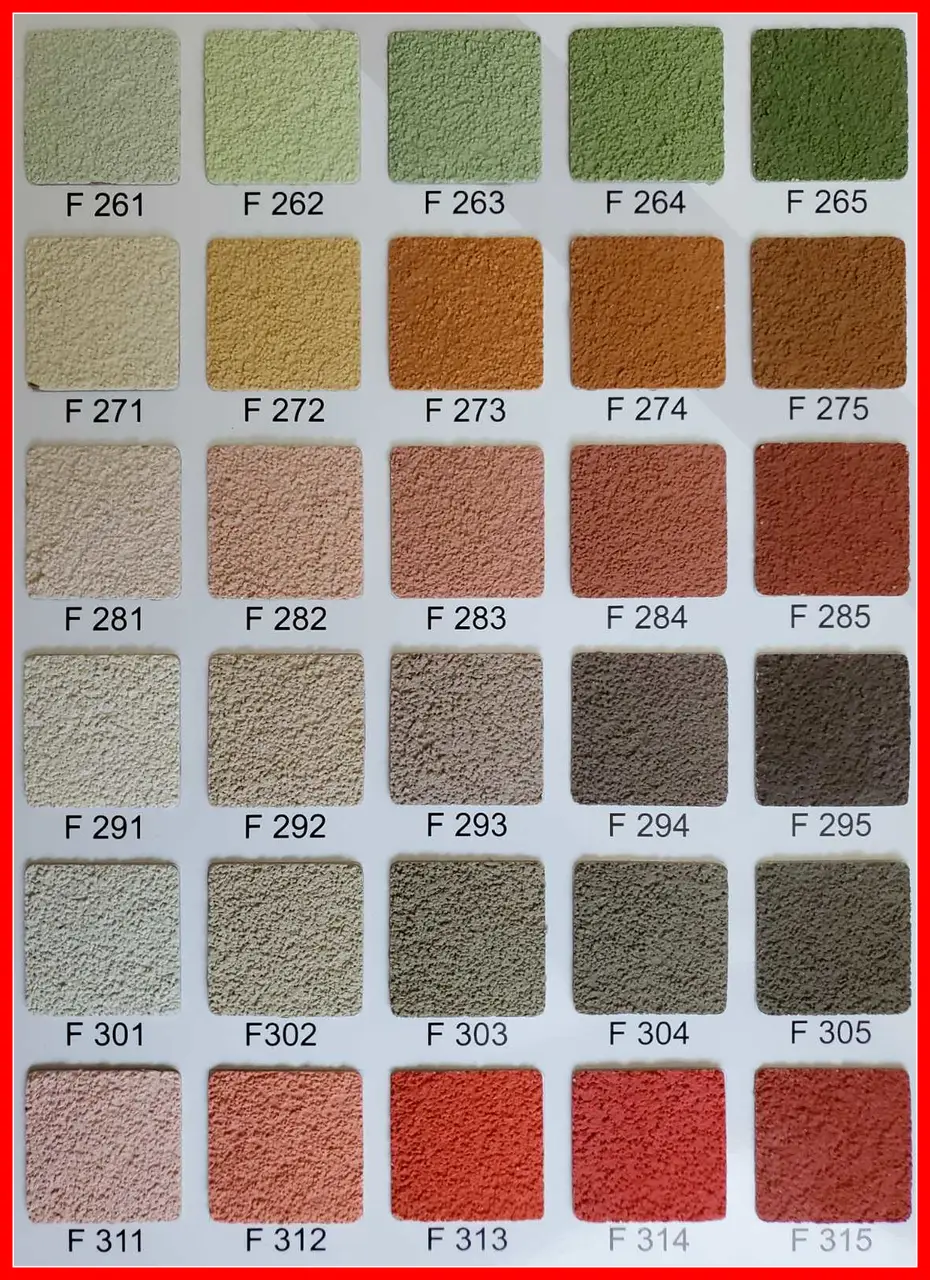 F 261 F 262 F 263 F 264 F 265
F 271 F 272 F 273 F 274 F 275
F 281 F 282 F 283 F 284 F 285
F 291 F 292 F 293 F 294 F 295
F 301 F302 F 303 F 304 F 305
F 311 F 312 F 313 F 314 F 315